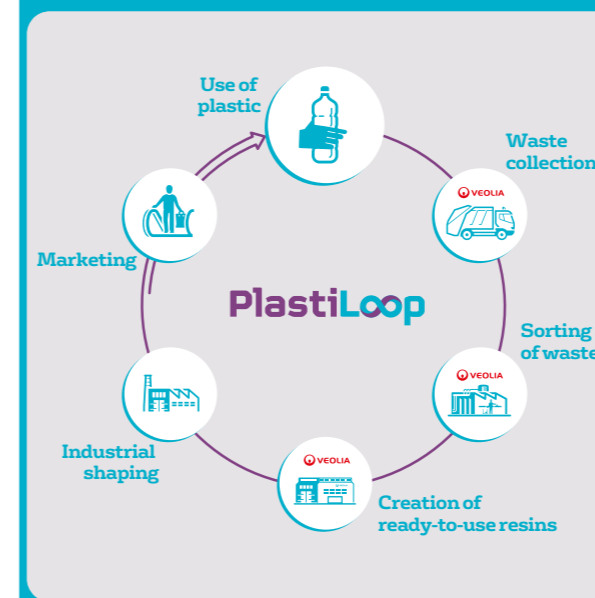 Use of
plastic
Waste
collection
VEOLIA
Marketing
PlastiLoop
Sorting
of waste
VEOLIA
Industrial
shaping
VEOLIA
Creation of
ready-to-use resins